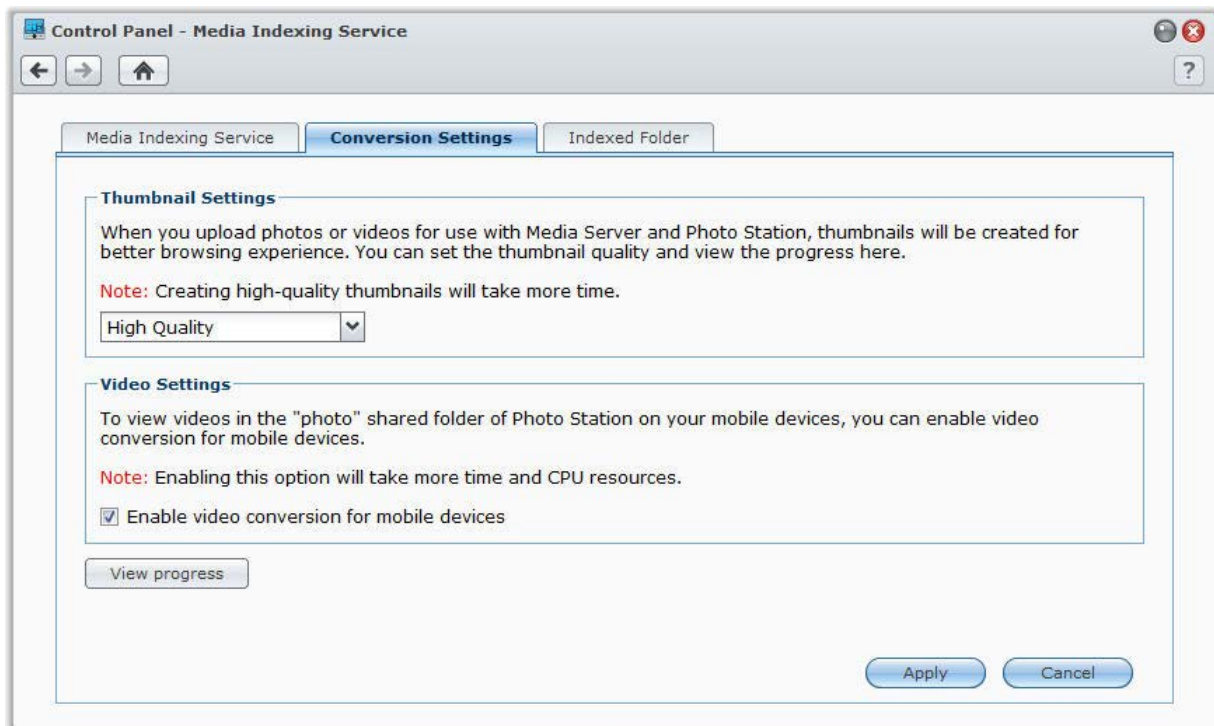 Control Panel - Media Indexing Service
?
Media Indexing Service
Conversion Settings
Indexed Folder
Thumbnail Settings
When you upload photos or videos for use with Media Server and Photo Station, thumbnails will be created for
better browsing experience. You can set the thumbnail quality and view the progress here.
Note: Creating high-quality thumbnails will take more time.
High Quality
Video Settings
To view videos in the "photo" shared folder of Photo Station on your mobile devices, you can enable video
conversion for mobile devices.
Note: Enabling this option will take more time and CPU resources.
Enable video conversion for mobile devices
View progress
Apply
Cancel